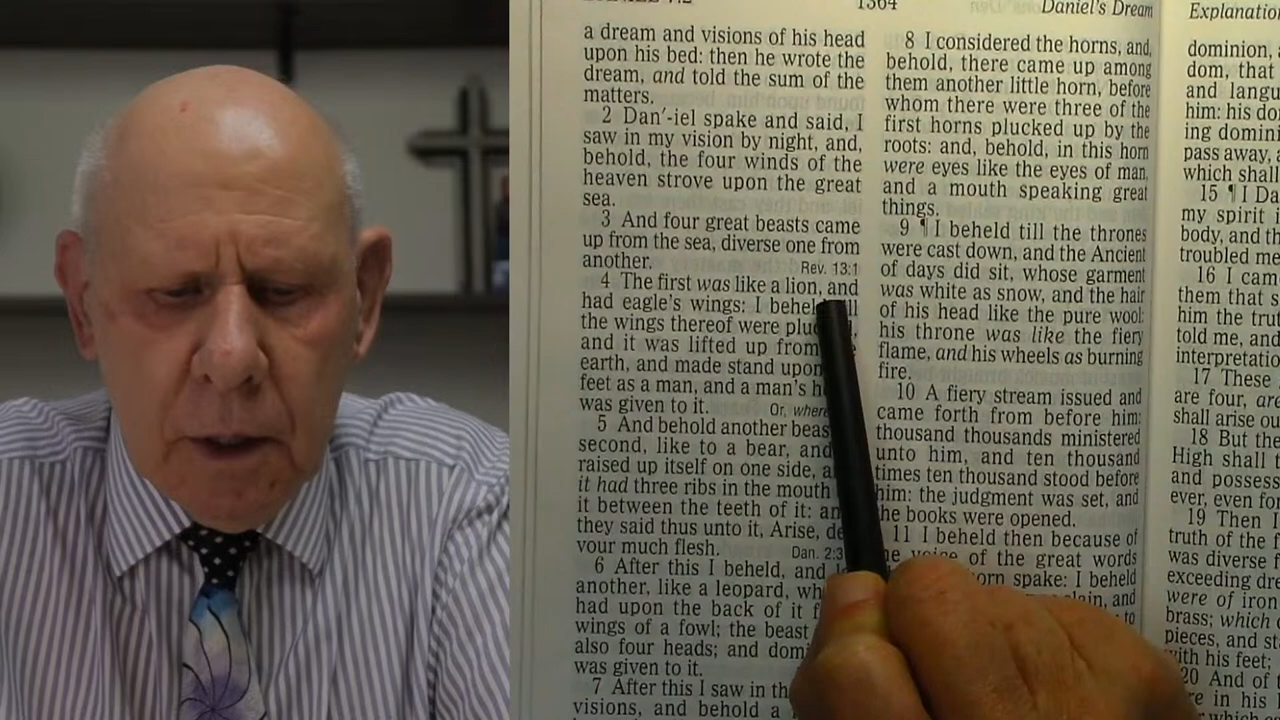 1364
Daniel's Dream
Explanation
a dream and visions of his head
upon his bed: then he wrote the
dream, and told the sum of the
matters.
2 Dan′-iel spake and said, I
saw in my vision by night, and,
behold, the four winds of the
heaven strove upon the great
sea.
3 And four great beasts came
up from the sea, diverse one from
another.
Rev. 13:1
4 The first was like a lion, and
had eagle's wings: I
the wings thereof were
and it was lifted up from
earth, and made stand upon
feet as a man, and a man's
was given to it.
Or,
5 And behold another
second, like to a bear, and
raised up itself on one side,
it had three ribs in the mouth
it between the teeth of it:
they said thus unto it, Arise, de
vour much flesh.
Dan.
6 After this I beheld, and
another, like a leopard,
had upon the back of it
wings of a fowl; the beast
also four heads; and
was given to it.
7 After this I saw in
visions, and behold a
8 I considered the horns, and,
behold, there came up among
them another little horn, before
whom there were three of the
first horns plucked up by the
roots: and, behold, in this horn
were eyes like the eyes of man,
and a mouth speaking great
things.
9 ¶ I beheld till the thrones
were cast down, and the Ancient
of days did sit, whose garment
was white as snow, and the hair
of his head like the pure wool:
his throne was like the fiery
flame, and his wheels as burning
fire.
10 A fiery stream issued and
came forth from before him:
thousand thousands ministered
unto him, and ten thousand
times ten thousand stood before
him: the judgment was set, and
the books were opened.
11 I beheld then because of
voice of the great words
horn spake: I beheld
and
to
dominion,
dom, that
and
him: his
ing
pass away,
which shall
15 ¶ I
my spirit
body, and
troubled me
16 I cam
them that
him the
told me, and
17 These
are four,
shall arise
18 But the
High shall
and
ever, even for
19 Then I
truth of the
was diverse
exceeding
were of iron
brass; which
pieces, and
with his feet;
20 And of
in his
which